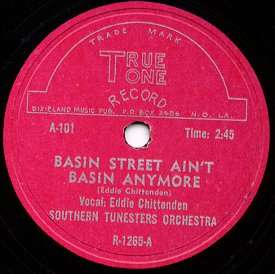 TRADE MARK
TRUE
TONE
RECORD
DIXIELAND MUSIC PUB. P.O. BOX 2606 N.O. LA.
A-101 Time: 2:45
BASIN STREET AIN'T
BASIN ANYMORE
(Eddie Chittenden)
Vocal; Eddie Chittenden
SOUTHERN TUNESTERS ORCHESTRA
R-1265-A